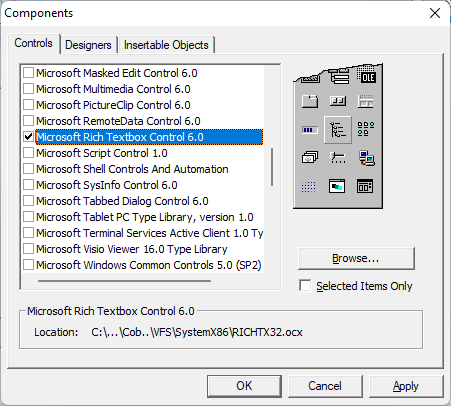 Components
Controls
Designers
Insertable Objects
Microsoft Masked Edit Control 6.0
Microsoft Multimedia Control 6.0
Microsoft PictureClip Control 6.0
Microsoft RemoteData Control 6.0
Microsoft Rich Textbox Control 6.0
Microsoft Script Control 1.0
Microsoft Shell Controls And Automation
Microsoft SysInfo Control 6.0
Microsoft Tabbed Dialog Control 6.0
Microsoft Tablet PC Type Library, version 1.0
Microsoft Terminal Services Active Client 1.0 Ty
Microsoft Visio Viewer 16.0 Type Library
Microsoft Windows Common Controls 5.0 (SP2)
OLE
Browse...
Selected Items Only
Microsoft Rich Textbox Control 6.0
Location: C:\...\Cob..\VFS\SystemX86\RICHTX32.ocx
OK
Cancel
Apply